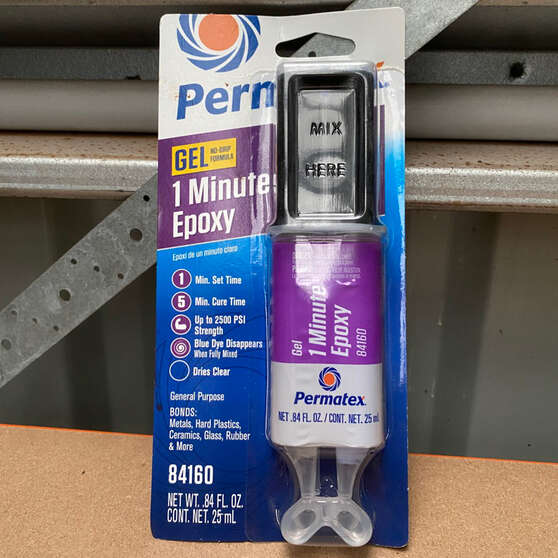 Permatex
GEL NO-DRIP
FORMULA
1 Minute
Epoxy
Epoxi de un minuto claro
1 Min. Set Time
5 Min. Cure Time
Up to 2500 PSI
Strength
Blue Dye Disappears
When Fully Mixed
Dries Clear
General Purpose
BONDS:
Metals, Hard Plastics,
Ceramics, Glass, Rubber
& More
84160
NET WT. .84 FL. OZ.
CONT. NET. 25 mL
MIX
HERE
Gel
1 Minute
Epoxy
84160
Permatex
NET .84 FL. OZ. / CONT. NET. 25 mL